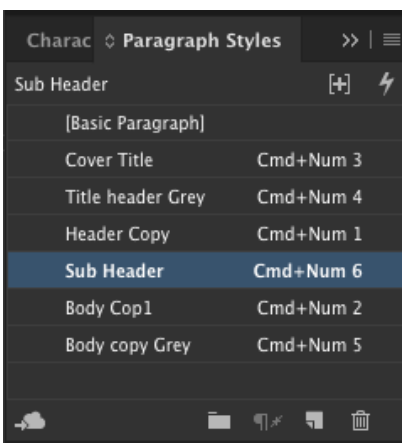 Charac Paragraph Styles
Sub Header
[Basic Paragraph]
Cover Title Cmd+Num 3
Title header Grey Cmd+Num 4
Header Copy Cmd+Num 1
Sub Header Cmd+Num 6
Body Cop1 Cmd+Num 2
Body copy Grey Cmd+Num 5